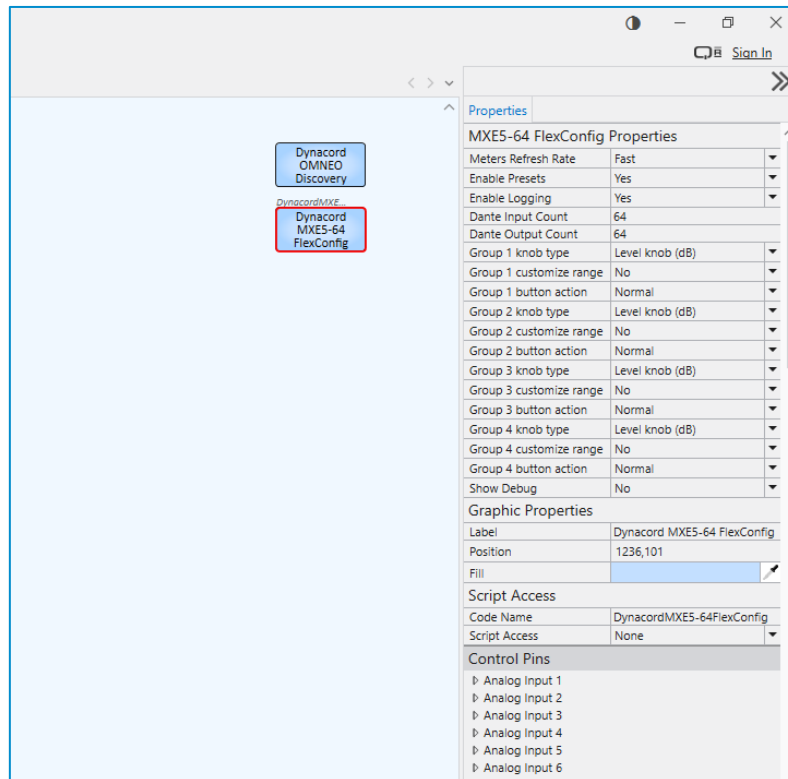 Sign In
Properties
Dynacord
OMNEO
Discovery
DynacordMXE...
Dynacord
MXE5-64
FlexConfig
MXE5-64 FlexConfig Properties
Meters Refresh Rate Fast
Enable Presets Yes
Enable Logging Yes
Dante Input Count 64
Dante Output Count 64
Group 1 knob type Level knob (dB)
Group 1 customize range No
Group 1 button action Normal
Group 2 knob type Level knob (dB)
Group 2 customize range No
Group 2 button action Normal
Group 3 knob type Level knob (dB)
Group 3 customize range No
Group 3 button action Normal
Group 4 knob type Level knob (dB)
Group 4 customize range No
Group 4 button action Normal
Show Debug No
Graphic Properties
Label Dynacord MXE5-64 FlexConfig
Position 1236,101
Fill
Script Access
Code Name DynacordMXE5-64FlexConfig
Script Access None
Control Pins
Analog Input 1
Analog Input 2
Analog Input 3
Analog Input 4
Analog Input 5
Analog Input 6